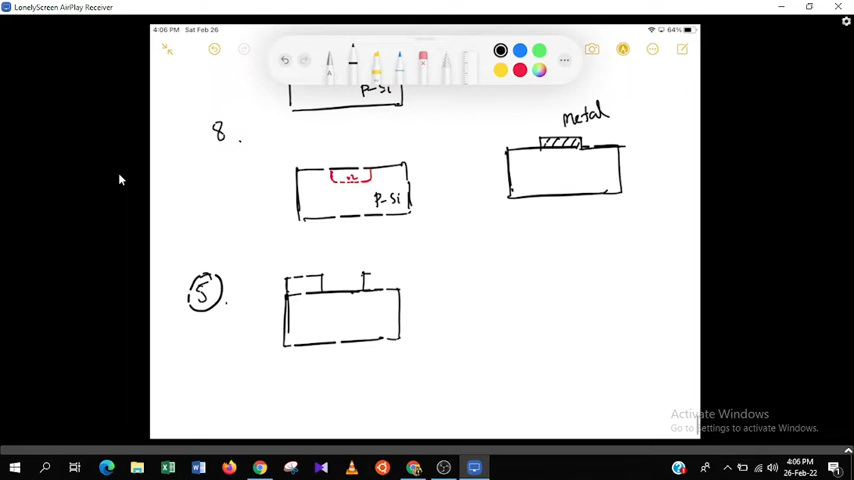 LonelyScreen AirPlay Receiver
4:06 PM Sat Feb 26
64%
A
P-Si
8.
metal
n2
P-Si
5.
Activate Windows
Go to Settings to activate Windows.
4:06 PM
26-Feb-22